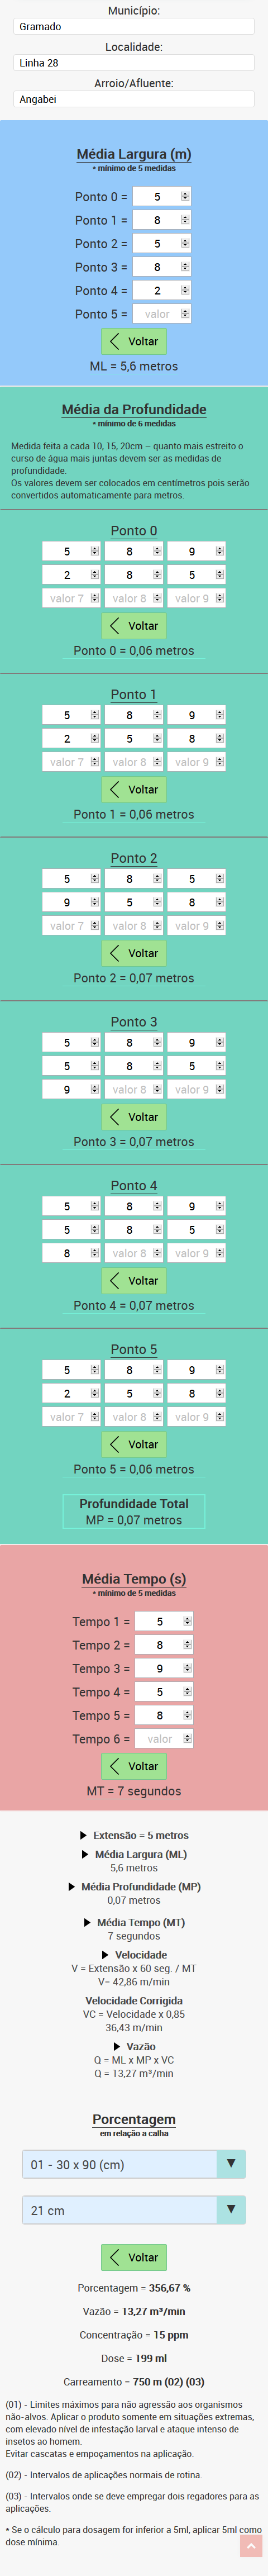 Município:
Gramado
Localidade:
Linha 28
Arroio/Afluente:
Angabei
Média Largura (m)
* mínimo de 5 medidas
Ponto 0 = 5
Ponto 1 = 8
Ponto 2 = 5
Ponto 3 = 8
Ponto 4 = 2
Ponto 5 = valor
Voltar
ML = 5,6 metros
Média da Profundidade
* mínimo de 6 medidas
Medida feita a cada 10, 15, 20cm – quanto mais estreito o
curso de água mais juntas devem ser as medidas de
profundidade.
Os valores devem ser colocados em centímetros pois serão
convertidos automaticamente para metros.
Ponto 0
5 8 9
2 8 5
valor 7 valor 8 valor 9
Voltar
Ponto 0 = 0,06 metros
Ponto 1
5 8 9
2 5 8
valor 7 valor 8 valor 9
Voltar
Ponto 1 = 0,06 metros
Ponto 2
5 8 5
9 5 8
valor 7 valor 8 valor 9
Voltar
Ponto 2 = 0,07 metros
Ponto 3
5 8 9
5 8 5
9 valor 8 valor 9
Voltar
Ponto 3 = 0,07 metros
Ponto 4
5 8 9
5 8 5
8 valor 8 valor 9
Voltar
Ponto 4 = 0,07 metros
Ponto 5
5 8 9
2 5 8
valor 7 valor 8 valor 9
Voltar
Ponto 5 = 0,06 metros
Profundidade Total
MP = 0,07 metros
Média Tempo (s)
* mínimo de 5 medidas
Tempo 1 = 5
Tempo 2 = 8
Tempo 3 = 9
Tempo 4 = 5
Tempo 5 = 8
Tempo 6 = valor
Voltar
MT = 7 segundos
Extensão = 5 metros
Média Largura (ML)
5,6 metros
Média Profundidade (MP)
0,07 metros
Média Tempo (MT)
7 segundos
Velocidade
V = Extensão x 60 seg. / MT
V= 42,86 m/min
Velocidade Corrigida
VC = Velocidade x 0,85
36,43 m/min
Vazão
Q = ML x MP x VC
Q = 13,27 m³/min
Porcentagem
em relação a calha
01 - 30 x 90 (cm)
21 cm
Voltar
Porcentagem = 356,67 %
Vazão = 13,27 m³/min
Concentração = 15 ppm
Dose = 199 ml
Carreamento = 750 m (02) (03)
(01) - Limites máximos para não agressão aos organismos
não-alvos. Aplicar o produto somente em situações extremas,
com elevado nível de infestação larval e ataque intenso de
insetos ao homem.
Evitar cascatas e empoçamentos na aplicação.
(02) - Intervalos de aplicações normais de rotina.
(03) - Intervalos onde se deve empregar dois regadores para as
aplicações.
* Se o cálculo para dosagem for inferior a 5ml, aplicar 5ml como
dose mínima.